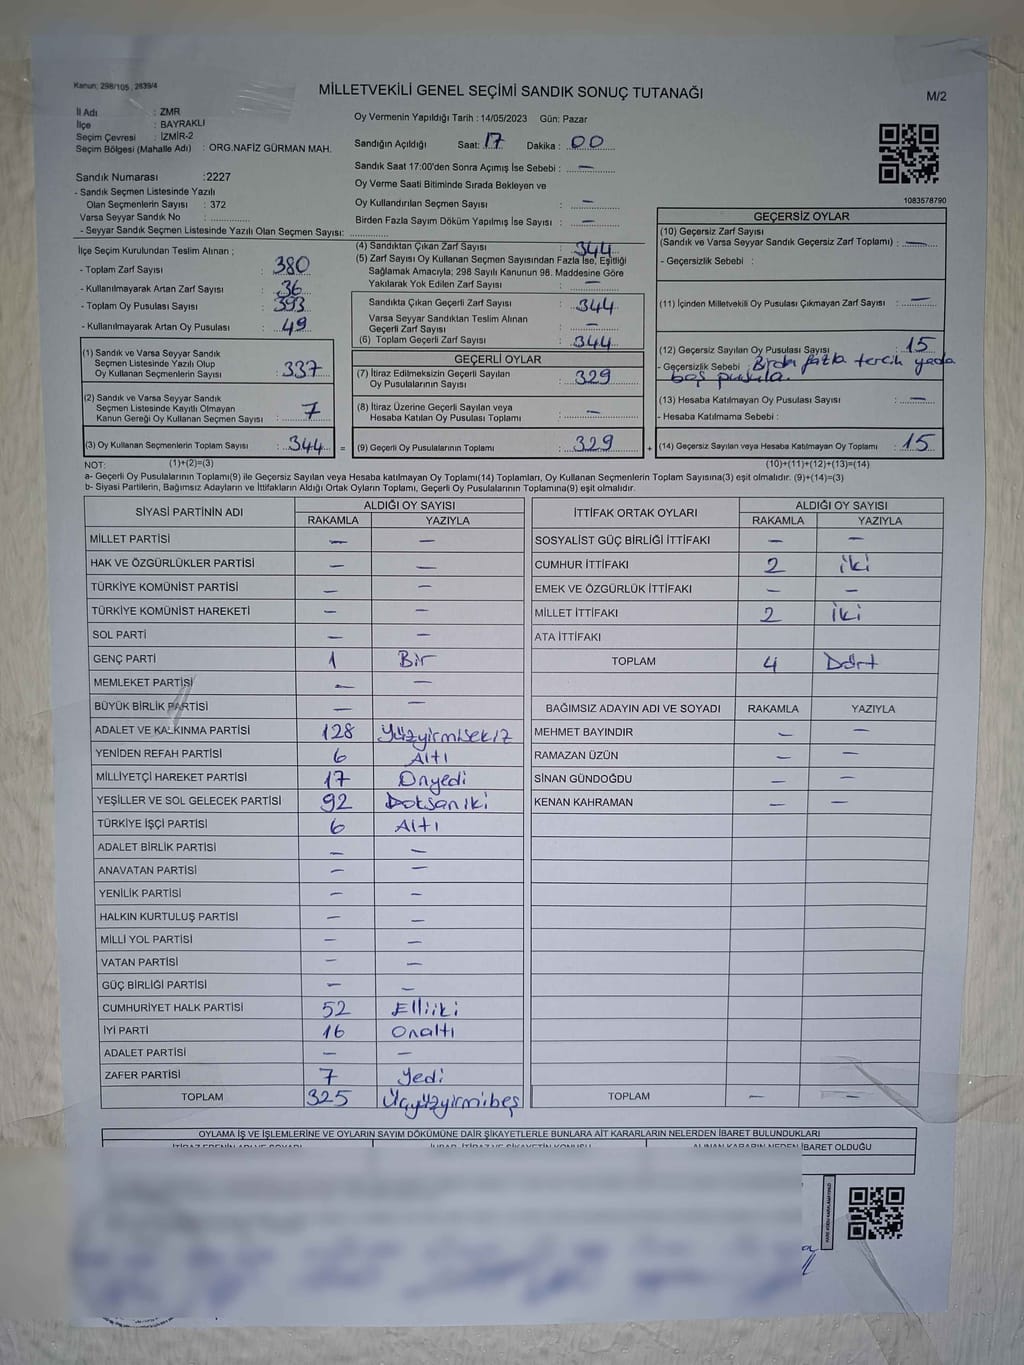 Kanun: 298/105 , 2839/4
MİLLETVEKİLİ GENEL SEÇİMİ SANDIK SONUÇ TUTANAĞI
M/2
İl Adı : ZMR
İlçe : BAYRAKLI
Seçim Çevresi : İZMİR-2
Seçim Bölgesi (Mahalle Adı) : ORG.NAFİZ GÜRMAN MAH.
Sandık Numarası :2227
- Sandık Seçmen Listesinde Yazılı
Olan Seçmenlerin Sayısı : 372
Varsa Seyyar Sandık No :
- Seyyar Sandık Seçmen Listesinde Yazılı Olan Seçmen Sayısı:
Oy Vermenin Yapıldığı Tarih : 14/05/2023 Gün: Pazar
Sandığın Açıldığı Saat: 17 Dakika : 00
Sandık Saat 17:00'den Sonra Açımış İse Sebebi : —
Oy Verme Saati Bitiminde Sırada Bekleyen ve
Oy Kullandırılan Seçmen Sayısı : —
Birden Fazla Sayım Döküm Yapılmış İse Sayısı : —
1083578790
İlçe Seçim Kurulundan Teslim Alınan ;
- Toplam Zarf Sayısı : 380
- Kullanılmayarak Artan Zarf Sayısı : 36
- Toplam Oy Pusulası Sayısı : 393
- Kullanılmayarak Artan Oy Pusulası : 49
(1) Sandık ve Varsa Seyyar Sandık
Seçmen Listesinde Yazılı Olup
Oy Kullanan Seçmenlerin Sayısı : 337
(2) Sandık ve Varsa Seyyar Sandık
Seçmen Listesinde Kayıtlı Olmayan
Kanun Gereği Oy Kullanan Seçmen Sayısı : 7
(3) Oy Kullanan Seçmenlerin Toplam Sayısı : 344 =
(4) Sandıktan Çıkan Zarf Sayısı : 344
(5) Zarf Sayısı Oy Kullanan Seçmen Sayısından Fazla İse, Eşitliği
Sağlamak Amacıyla; 298 Sayılı Kanunun 98. Maddesine Göre
Yakılarak Yok Edilen Zarf Sayısı : —
Sandıkta Çıkan Geçerli Zarf Sayısı : 344
Varsa Seyyar Sandıktan Teslim Alınan
Geçerli Zarf Sayısı : —
(6) Toplam Geçerli Zarf Sayısı : 344
GEÇERLİ OYLAR
(7) İtiraz Edilmeksizin Geçerli Sayılan
Oy Pusulalarının Sayısı : 329
(8) İtiraz Üzerine Geçerli Sayılan veya
Hesaba Katılan Oy Pusulası Toplamı : —
(9) Geçerli Oy Pusulalarının Toplamı : 329 +
GEÇERSİZ OYLAR
(10) Geçersiz Zarf Sayısı
(Sandık ve Varsa Seyyar Sandık Geçersiz Zarf Toplamı) : —
- Geçersizlik Sebebi :
(11) İçinden Milletvekili Oy Pusulası Çıkmayan Zarf Sayısı : —
(12) Geçersiz Sayılan Oy Pusulası Sayısı : 15
- Geçersizlik Sebebi : Birden fazla tercih yada
boş pusula.
(13) Hesaba Katılmayan Oy Pusulası Sayısı : —
- Hesaba Katılmama Sebebi :
(14) Geçersiz Sayılan veya Hesaba Katılmayan Oy Toplamı : 15
NOT: (1)+(2)=(3) (10)+(11)+(12)+(13)=(14)
a- Geçerli Oy Pusulalarının Toplamı(9) ile Geçersiz Sayılan veya Hesaba katılmayan Oy Toplamı(14) Toplamları, Oy Kullanan Seçmenlerin Toplam Sayısına(3) eşit olmalıdır. (9)+(14)=(3)
b- Siyasi Partilerin, Bağımsız Adayların ve İttifakların Aldığı Ortak Oyların Toplamı, Geçerli Oy Pusulalarının Toplamına(9) eşit olmalıdır.
SİYASİ PARTİNİN ADI ALDIĞI OY SAYISI
RAKAMLA YAZIYLA
MİLLET PARTİSİ — —
HAK VE ÖZGÜRLÜKLER PARTİSİ — —
TÜRKİYE KOMÜNİST PARTİSİ — —
TÜRKİYE KOMÜNİST HAREKETİ — —
SOL PARTİ — —
GENÇ PARTİ 1 Bir
MEMLEKET PARTİSİ — —
BÜYÜK BİRLİK PARTİSİ — —
ADALET VE KALKINMA PARTİSİ 128 Yüzyirmisekiz
YENİDEN REFAH PARTİSİ 6 Altı
MİLLİYETÇİ HAREKET PARTİSİ 17 Onyedi
YEŞİLLER VE SOL GELECEK PARTİSİ 92 Doksaniki
TÜRKİYE İŞÇİ PARTİSİ 6 Altı
ADALET BİRLİK PARTİSİ — —
ANAVATAN PARTİSİ — —
YENİLİK PARTİSİ — —
HALKIN KURTULUŞ PARTİSİ — —
MİLLİ YOL PARTİSİ — —
VATAN PARTİSİ — —
GÜÇ BİRLİĞİ PARTİSİ — —
CUMHURİYET HALK PARTİSİ 52 Elliiki
İYİ PARTİ 16 Onaltı
ADALET PARTİSİ — —
ZAFER PARTİSİ 7 Yedi
TOPLAM 325 Üçyüzyirmibeş
İTTİFAK ORTAK OYLARI ALDIĞI OY SAYISI
RAKAMLA YAZIYLA
SOSYALİST GÜÇ BİRLİĞİ İTTİFAKI — —
CUMHUR İTTİFAKI 2 iki
EMEK VE ÖZGÜRLÜK İTTİFAKI — —
MİLLET İTTİFAKI 2 iki
ATA İTTİFAKI
TOPLAM 4 Dört
BAĞIMSIZ ADAYIN ADI VE SOYADI RAKAMLA YAZIYLA
MEHMET BAYINDIR — —
RAMAZAN ÜZÜN — —
SİNAN GÜNDOĞDU — —
KENAN KAHRAMAN — —
TOPLAM — —
OYLAMA İŞ VE İŞLEMLERİNE VE OYLARIN SAYIM DÖKÜMÜNE DAİR ŞİKAYETLERLE BUNLARA AİT KARARLARIN NELERDEN İBARET BULUNDUKLARI
ALINAN KARARIN NEDEN İBARET OLDUĞU